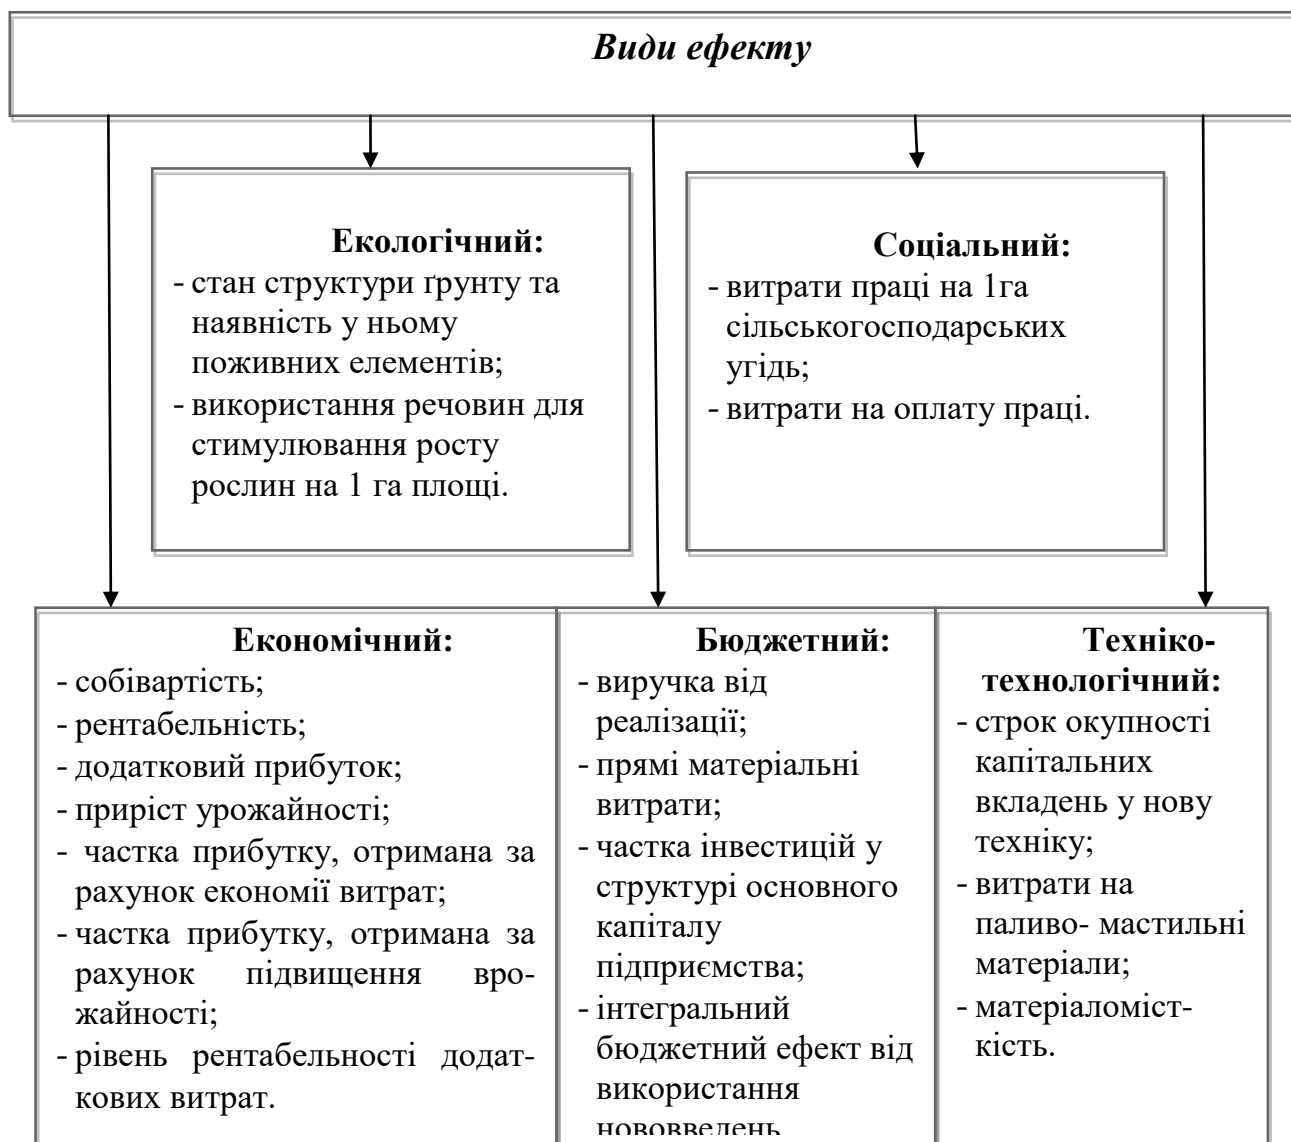 Види ефекту
Екологічний:
- стан структури ґрунту та
наявність у ньому
поживних елементів;
- використання речовин для
стимулювання росту
рослин на 1 га площі.
Соціальний:
- витрати праці на 1га
сільськогосподарських
угідь;
- витрати на оплату праці.
Економічний:
- собівартість;
- рентабельність;
- додатковий прибуток;
- приріст урожайності;
- частка прибутку, отримана за
рахунок економії витрат;
- частка прибутку, отримана за
рахунок підвищення вро-
жайності;
- рівень рентабельності додат-
кових витрат.
Бюджетний:
- виручка від
реалізації;
- прямі матеріальні
витрати;
- частка інвестицій у
структурі основного
капіталу
підприємства;
- інтегральний
бюджетний ефект від
використання
нововведень
Техніко-
технологічний:
- строк окупності
капітальних
вкладень у нову
техніку;
- витрати на
паливо- мастильні
матеріали;
- матеріаломіст-
кість.